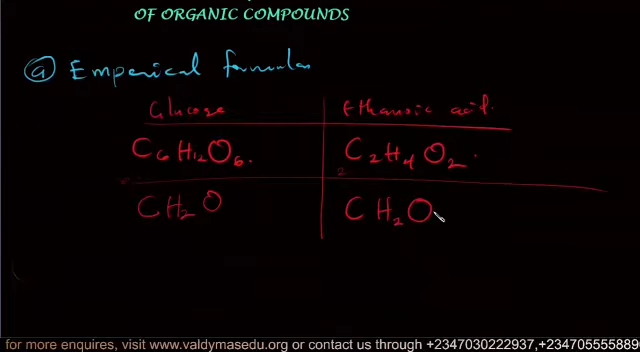 OF ORGANIC COMPOUNDS
ⓐ Emperical formulas
Glucose Ethanoic acid.
C6H12O6. C2H4O2.
CH2O CH2O
for more enquires, visit www.valdymasedu.org or contact us through +2347030222937,+234705555889